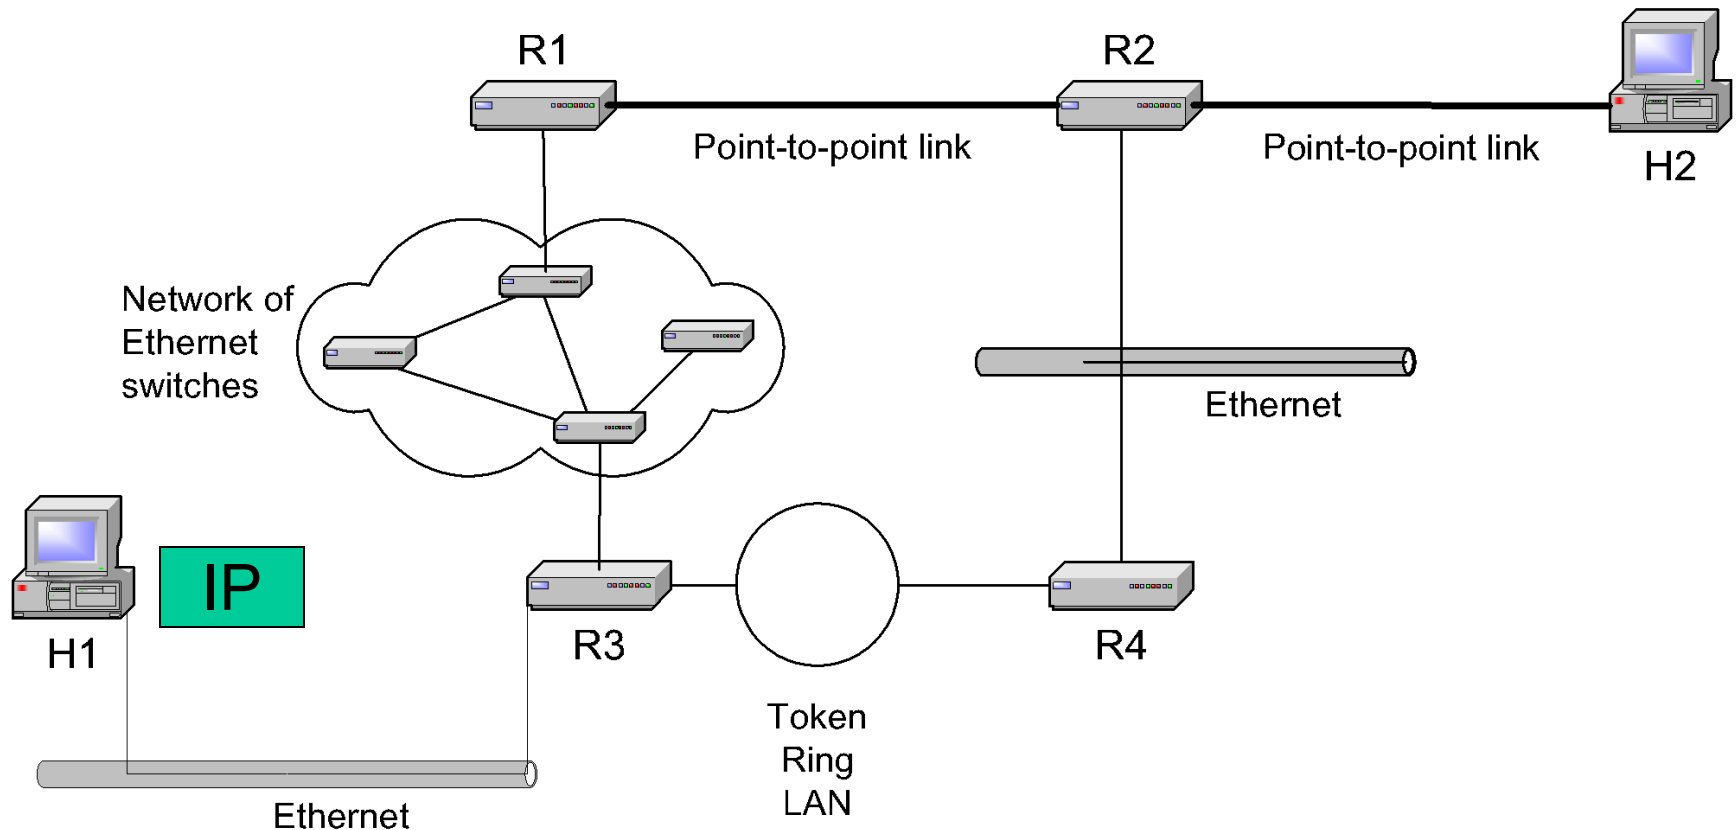 R1
R2
Point-to-point link
Point-to-point link
H2
Network of
Ethernet
switches
Ethernet
IP
H1
R3
R4
Token
Ring
LAN
Ethernet